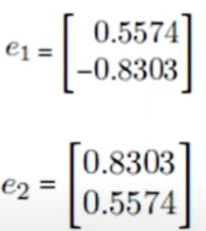 e₁ = [0.5574
-0.8303]
e₂ = [0.8303
0.5574]